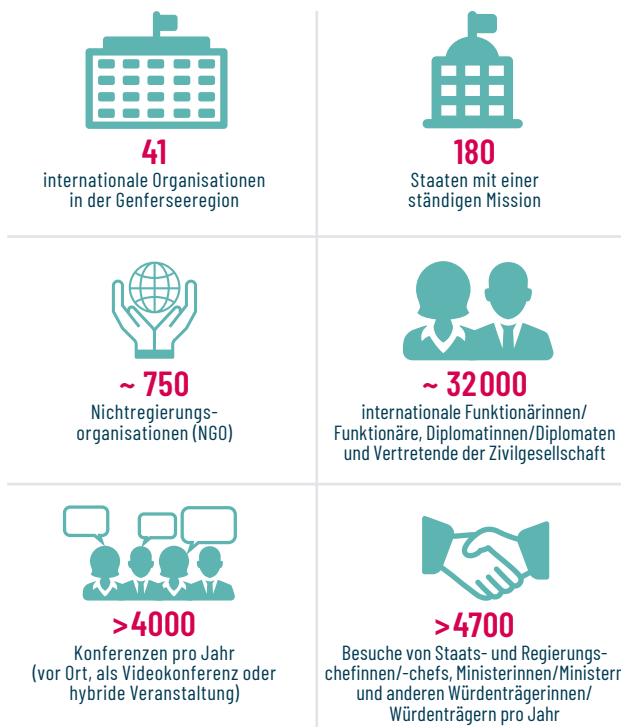 41
internationale Organisationen
in der Genferseeregion
180
Staaten mit einer
ständigen Mission
~ 750
Nichtregierungs-
organisationen (NGO)
~ 32 000
internationale Funktionärinnen/
Funktionäre, Diplomatinnen/Diplomaten
und Vertretende der Zivilgesellschaft
>4000
Konferenzen pro Jahr
(vor Ort, als Videokonferenz oder
hybride Veranstaltung)
>4700
Besuche von Staats- und Regierungs-
chefinnen/-chefs, Ministerinnen/Ministern
und anderen Würdenträgerinnen/
Würdenträgern pro Jahr